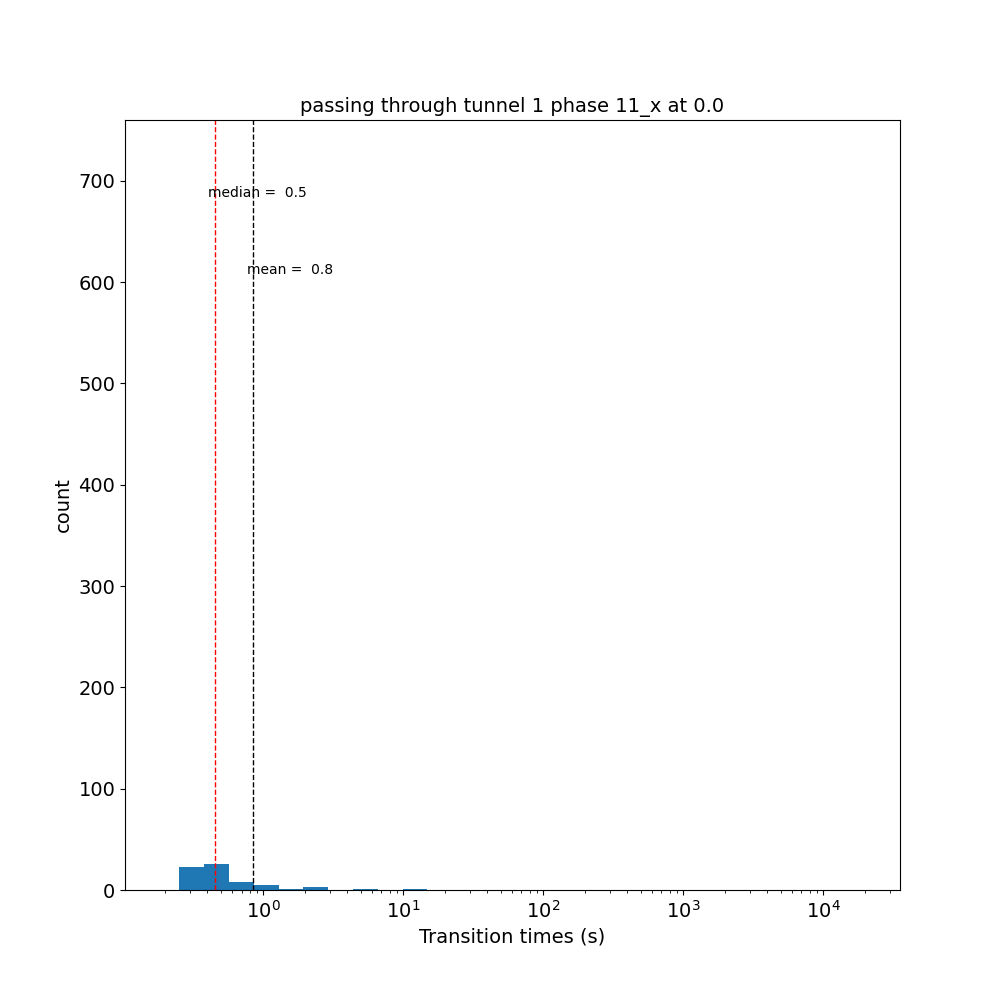 passing through tunnel 1 phase 11_x at 0.0
700
median =  0.5
mean =  0.8
600
500
400
count
300
200
100
0
10^0 10^1 10^2 10^3 10^4
Transition times (s)